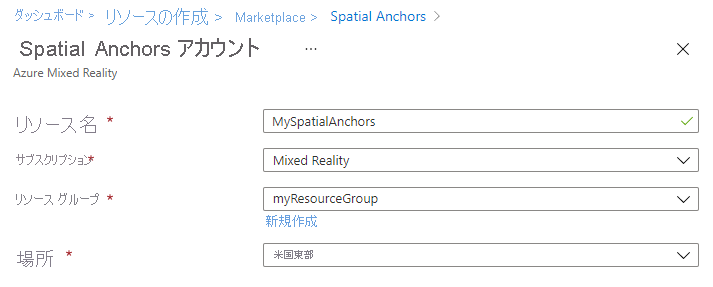 ダッシュボード > リソースの作成 > Marketplace > Spatial Anchors >
Spatial Anchors アカウント ...
Azure Mixed Reality
リソース名 * MySpatialAnchors
サブスクリプション* Mixed Reality
リソース グループ * myResourceGroup
新規作成
場所 * 米国東部